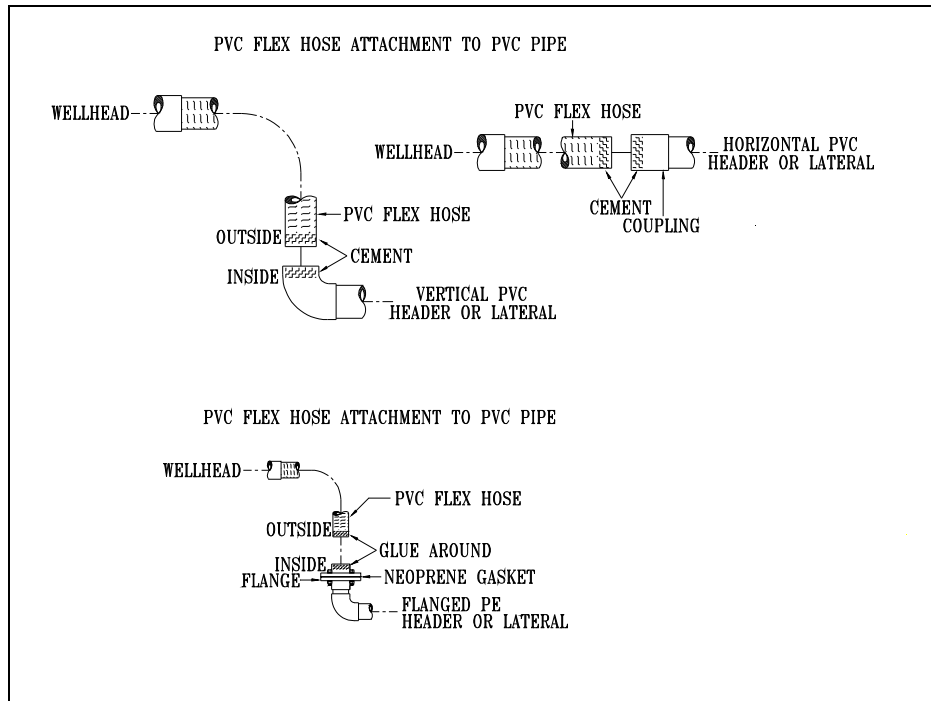 PVC FLEX HOSE ATTACHMENT TO PVC PIPE
WELLHEAD
PVC FLEX HOSE
OUTSIDE
CEMENT
INSIDE
VERTICAL PVC
HEADER OR LATERAL
PVC FLEX HOSE
WELLHEAD
HORIZONTAL PVC
HEADER OR LATERAL
CEMENT
COUPLING
PVC FLEX HOSE ATTACHMENT TO PVC PIPE
WELLHEAD
PVC FLEX HOSE
OUTSIDE
GLUE AROUND
INSIDE
FLANGE
NEOPRENE GASKET
FLANGED PE
HEADER OR LATERAL